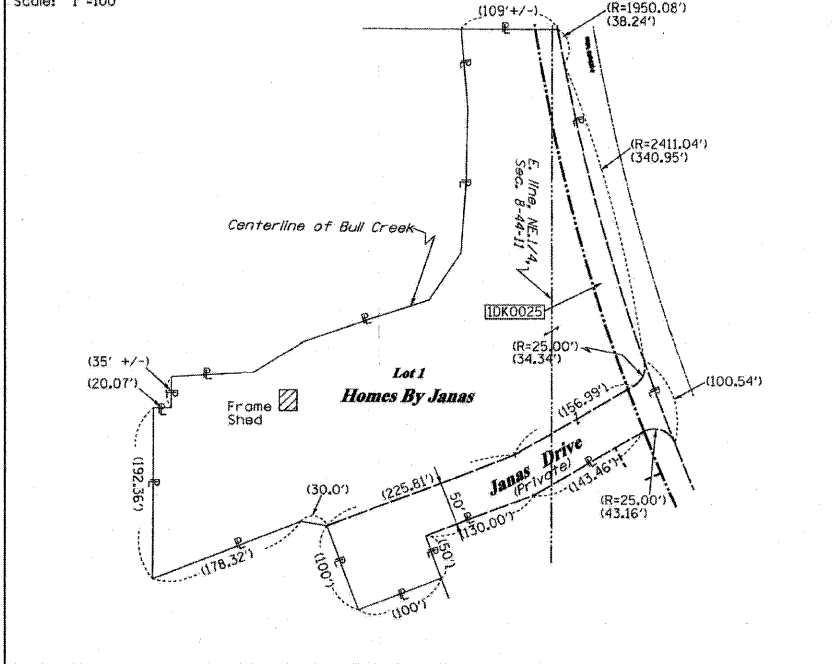 Scale: 1"=100'
(109'+/-)
(R=1950.08')
(38.24')
(R=2411.04')
(340.95')
E. line, NE.1/4,
Sec. 8-44-11
Centerline of Bull Creek
1DK0025
(R=25.00')
(34.34')
(35' +/-)
(20.07')
Lot 1
Homes By Janas
Frame
Shed
(100.54')
(156.99')
(192.36')
(30.0')
(225.81')
50'
Janas Drive
(Private)
(143.46')
(130.00')
(R=25.00')
(43.16')
(178.32')
(100')
(50')
(100')